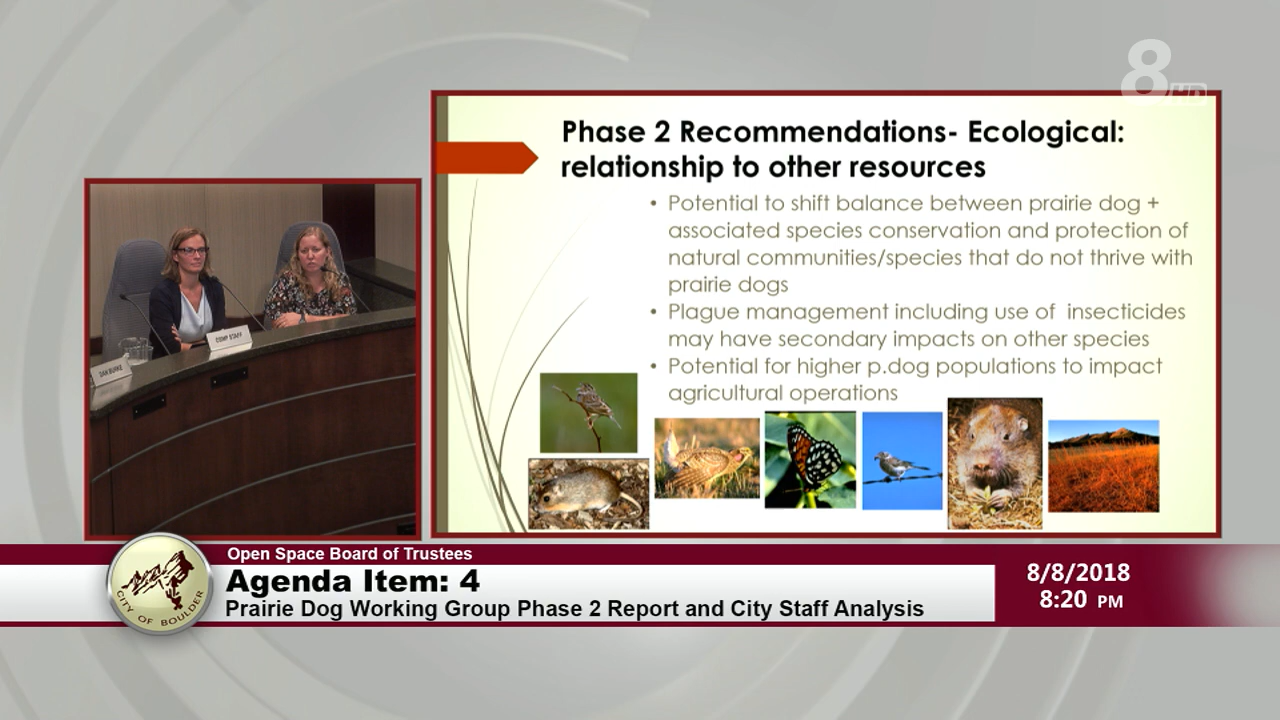 8
HD
Phase 2 Recommendations- Ecological:
relationship to other resources
• Potential to shift balance between prairie dog +
associated species conservation and protection of
natural communities/species that do not thrive with
prairie dogs
• Plague management including use of insecticides
may have secondary impacts on other species
• Potential for higher p.dog populations to impact
agricultural operations
OSMP STAFF
DAN BURKE
Open Space Board of Trustees
Agenda Item: 4
Prairie Dog Working Group Phase 2 Report and City Staff Analysis
CITY OF BOULDER
8/8/2018
8:20 PM